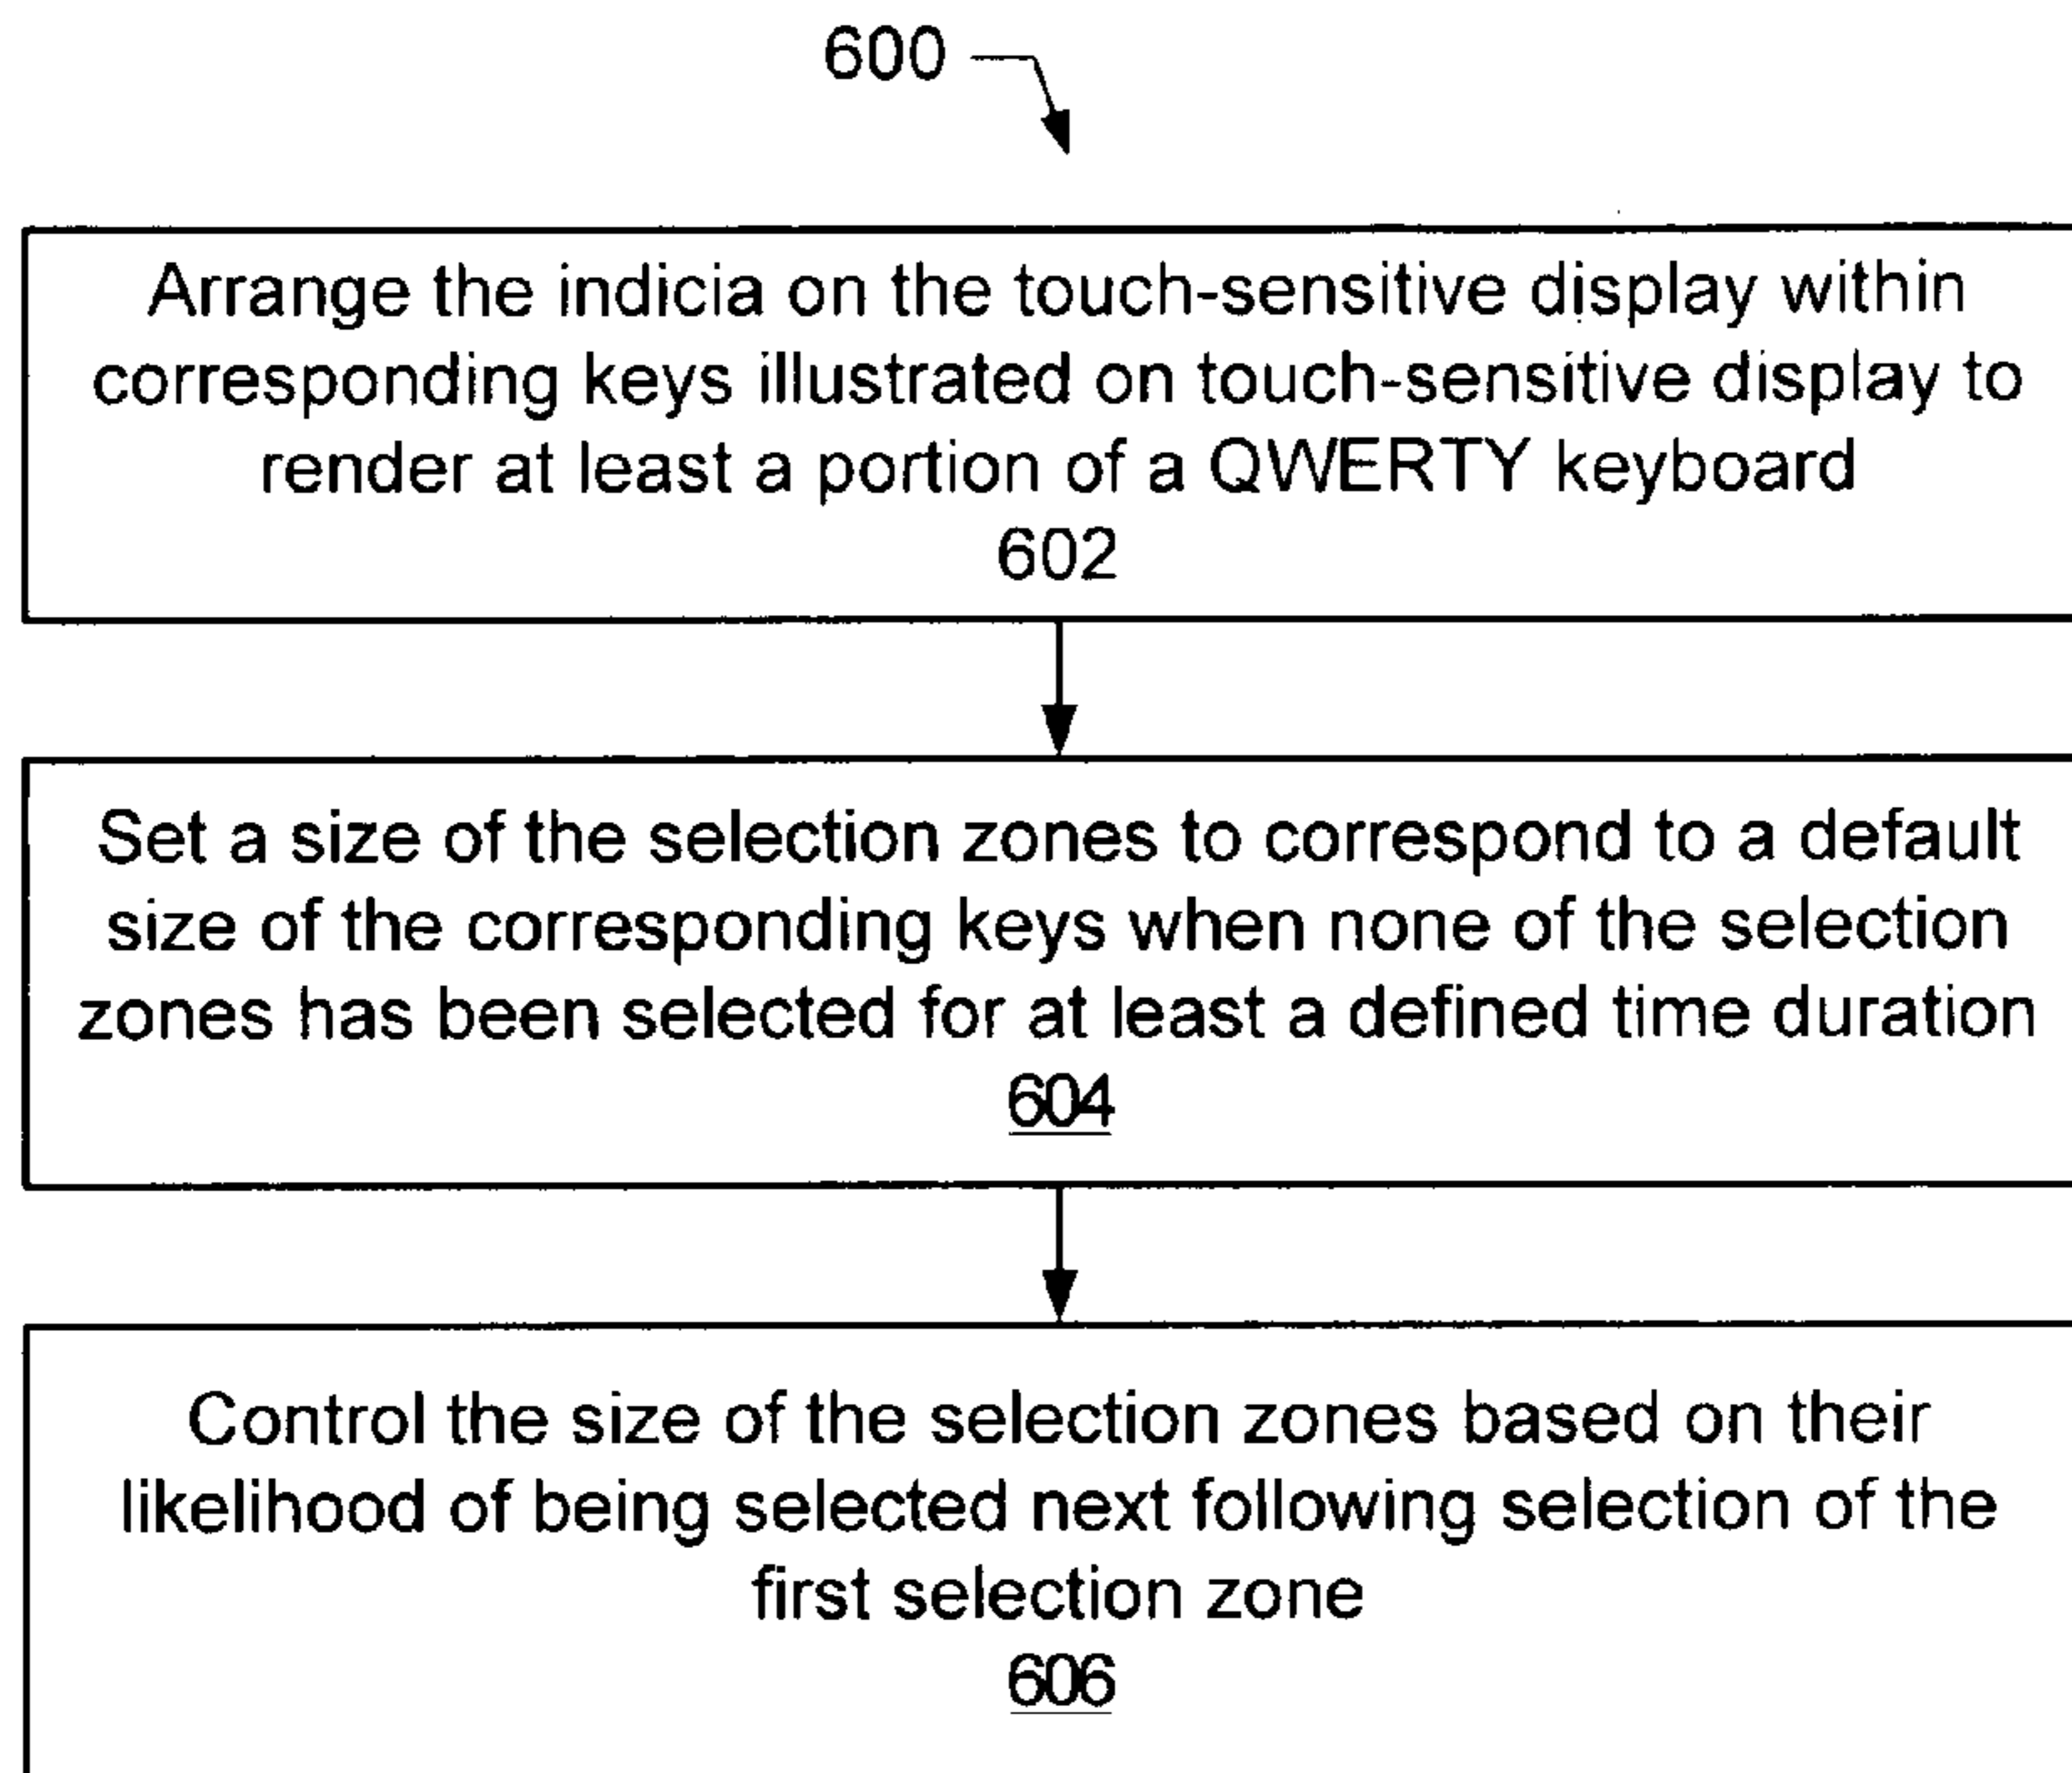 600
Arrange the indicia on the touch-sensitive display within
corresponding keys illustrated on touch-sensitive display to
render at least a portion of a QWERTY keyboard
602
Set a size of the selection zones to correspond to a default
size of the corresponding keys when none of the selection
zones has been selected for at least a defined time duration
604
Control the size of the selection zones based on their
likelihood of being selected next following selection of the
first selection zone
606